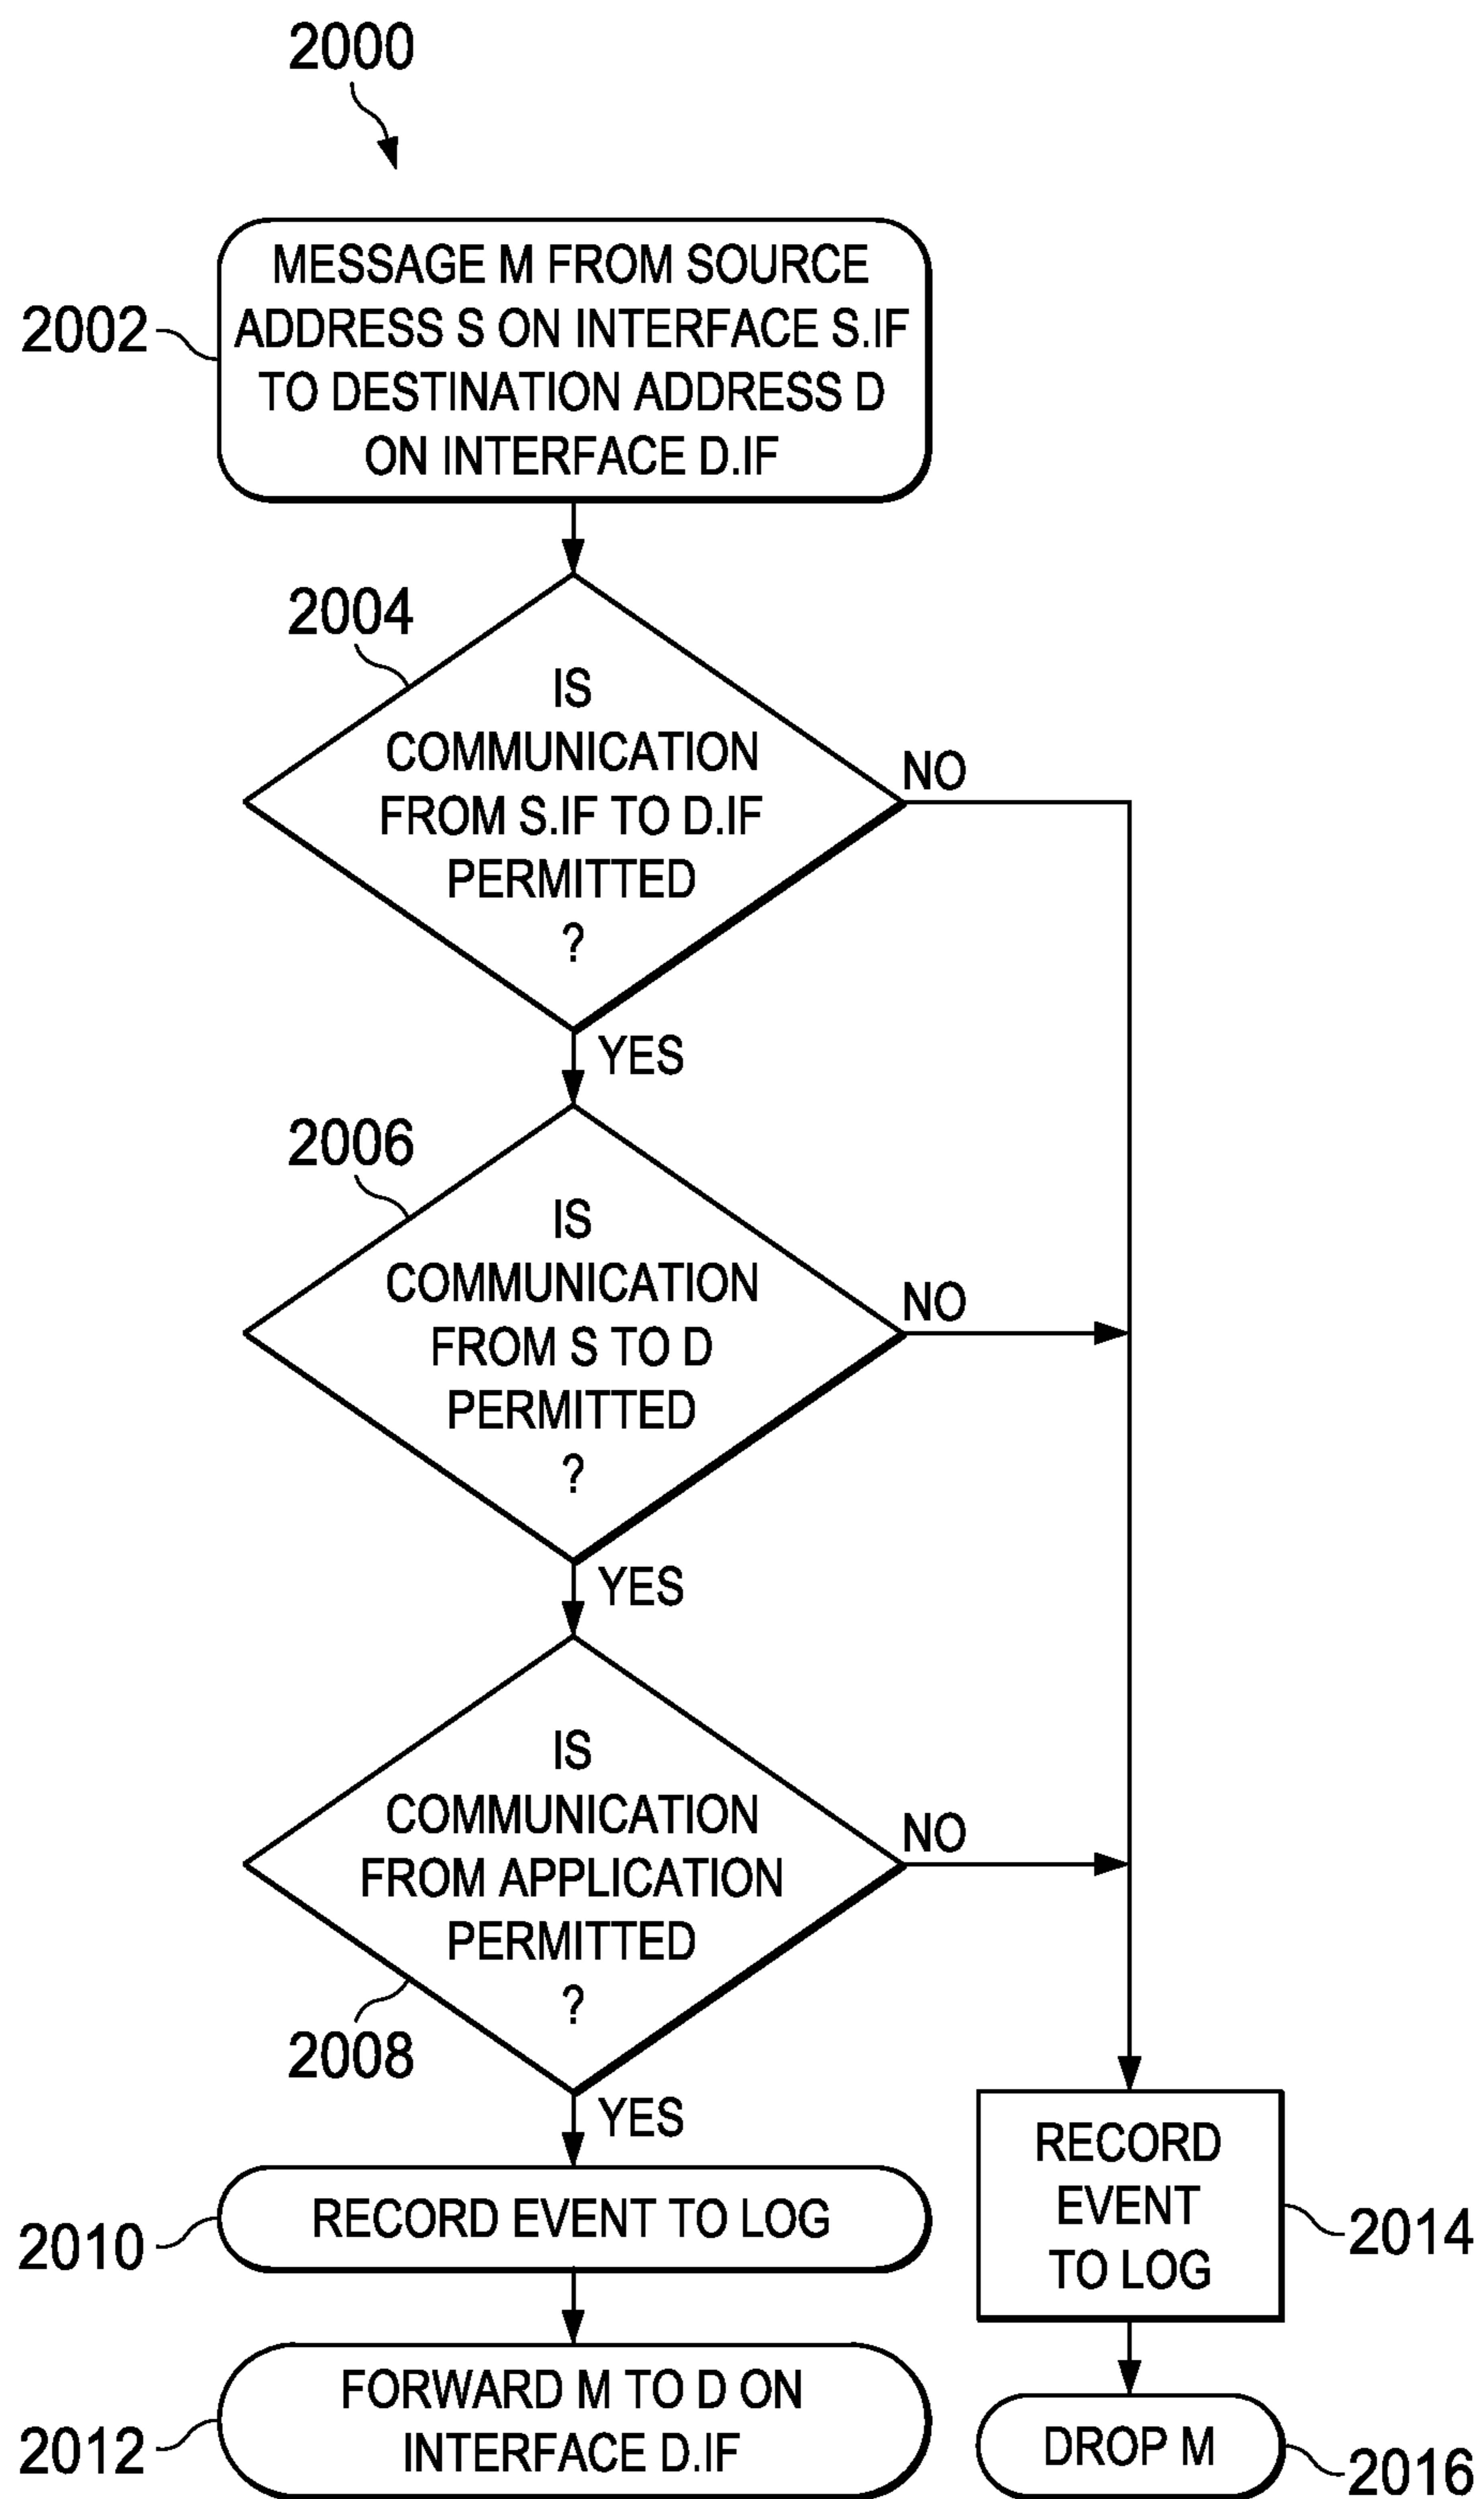 2000
MESSAGE M FROM SOURCE
ADDRESS S ON INTERFACE S.IF
TO DESTINATION ADDRESS D
ON INTERFACE D.IF
2002
2004
IS
COMMUNICATION
FROM S.IF TO D.IF
PERMITTED
?
NO
YES
2006
IS
COMMUNICATION
FROM S TO D
PERMITTED
?
NO
YES
IS
COMMUNICATION
FROM APPLICATION
PERMITTED
?
NO
2008
YES
RECORD EVENT TO LOG
2010
RECORD
EVENT
TO LOG
2014
FORWARD M TO D ON
INTERFACE D.IF
2012
DROP M
2016